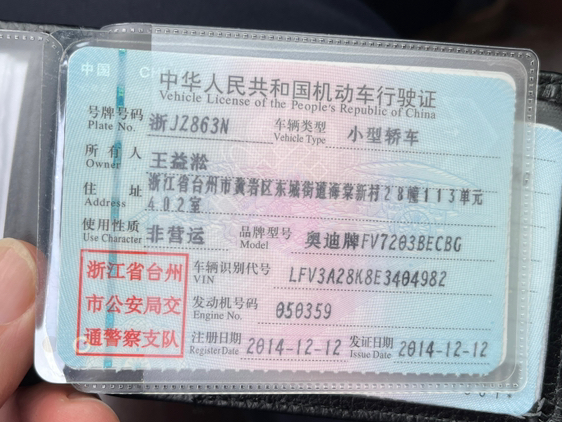 中国 CHI
中华人民共和国机动车行驶证
Vehicle License of the People's Republic of China
号牌号码 浙J2863N 车辆类型 小型轿车
Plate No. Vehicle Type
所有人 王益淞
Owner
住址 浙江省台州市黄岩区东城街道海棠新村28幢113单元
Address 402室
使用性质 非营运 品牌型号 奥迪牌FV7203BECBG
Use Character Model
浙江省台州 车辆识别代号 LFV3A28K8E3404982
VIN
市公安局交 发动机号码 050359
Engine No.
通警察支队 注册日期 2014-12-12 发证日期 2014-12-12
Register Date Issue Date